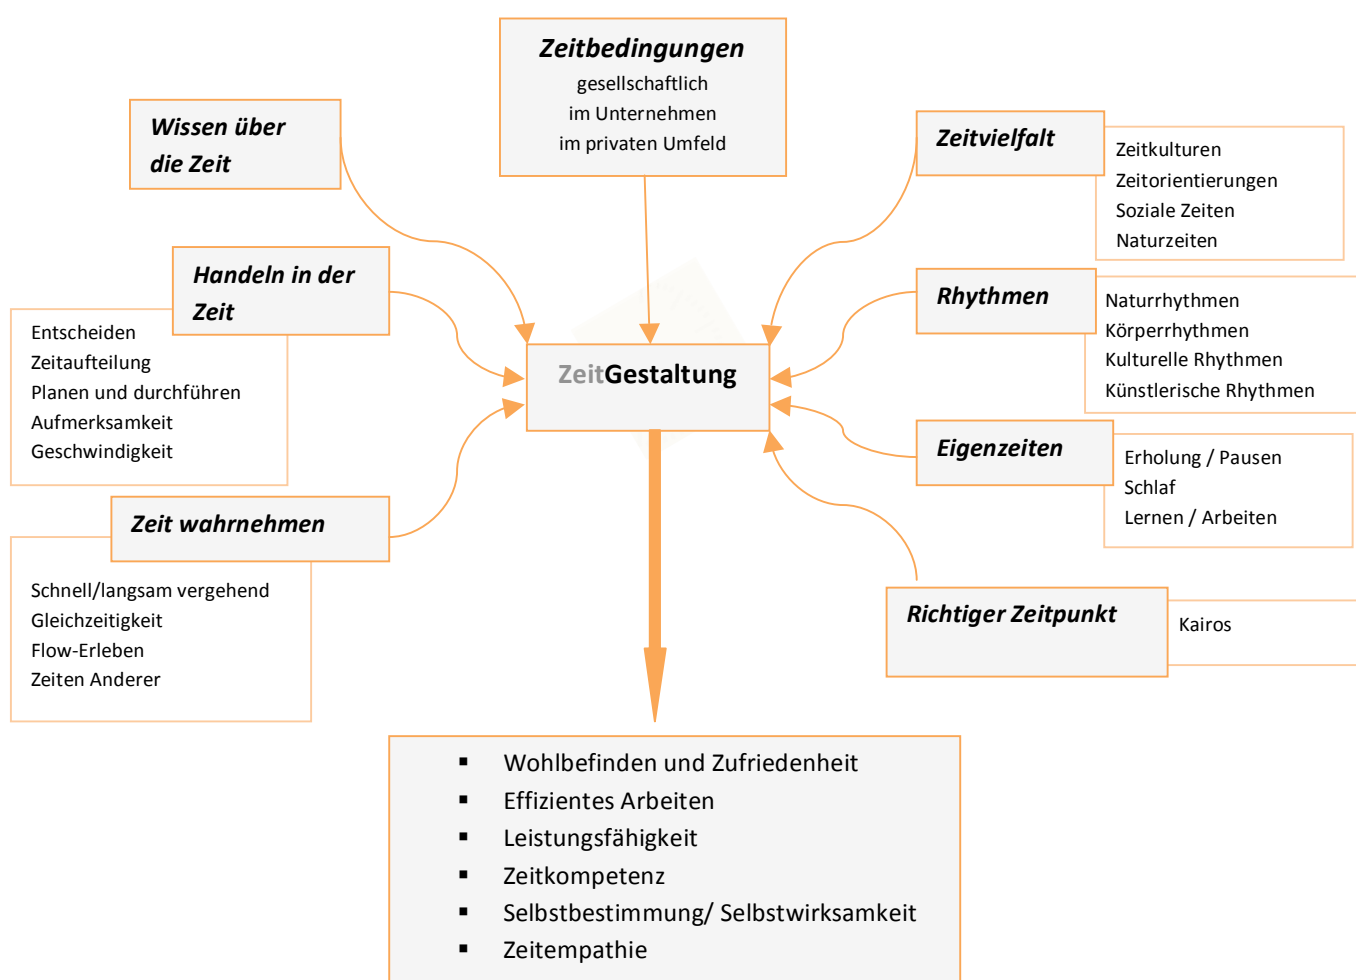 Zeitbedingungen
gesellschaftlich
im Unternehmen
im privaten Umfeld
Wissen über
die Zeit
Handeln in der
Zeit
Entscheiden
Zeitaufteilung
Planen und durchführen
Aufmerksamkeit
Geschwindigkeit
Zeit wahrnehmen
Schnell/langsam vergehend
Gleichzeitigkeit
Flow-Erleben
Zeiten Anderer
ZeitGestaltung
Zeitvielfalt
Zeitkulturen
Zeitorientierungen
Soziale Zeiten
Naturzeiten
Rhythmen
Naturrhythmen
Körperrhythmen
Kulturelle Rhythmen
Künstlerische Rhythmen
Eigenzeiten
Erholung / Pausen
Schlaf
Lernen / Arbeiten
Richtiger Zeitpunkt
Kairos
▪ Wohlbefinden und Zufriedenheit
▪ Effizientes Arbeiten
▪ Leistungsfähigkeit
▪ Zeitkompetenz
▪ Selbstbestimmung/ Selbstwirksamkeit
▪ Zeitempathie